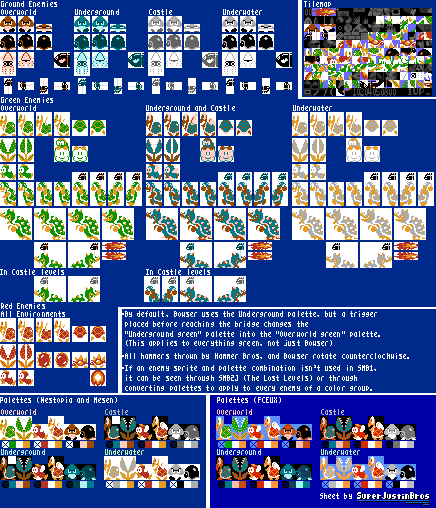 Ground Enemies
Overworld
Underground
Castle
Underwater
Tilemap
Green Enemies
Overworld
Underground and Castle
Underwater
In Castle levels
In Castle levels
Red Enemies
All Environments
•By default, Bowser uses the Underground palette, but a trigger
placed before reaching the bridge changes the
"Underground green" palette into the "Overworld green" palette.
(This applies to everything green, not just Bowser)
•All hammers thrown by Hammer Bros. and Bowser rotate counterclockwise.
•If an enemy sprite and palette combination isn't used in SMB1,
it can be seen through SMB2J (The Lost Levels) or through
converting palettes to apply to every enemy of a color group.
Palettes (Nestopia and Mesen)
Overworld
Castle
Underground
Underwater
Palettes (FCEUX)
Overworld
Castle
Underground
Underwater
Sheet by SuperJustinBros